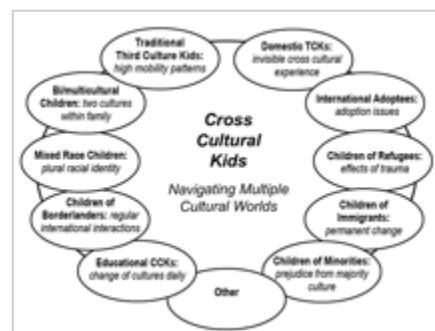 Traditional
Third Culture Kids:
high mobility patterns
Domestic TCKs:
invisible cross cultural
experience
Bi/multicultural
Children: two cultures
within family
International Adoptees:
adoption issues
Cross
Cultural
Kids
Navigating Multiple
Cultural Worlds
Mixed Race Children:
plural racial identity
Children of Refugees:
effects of trauma
Children of
Borderlanders: regular
international interactions
Children of
Immigrants:
permanent change
Educational CCKs:
change of cultures daily
Children of Minorities:
prejudice from majority
culture
Other